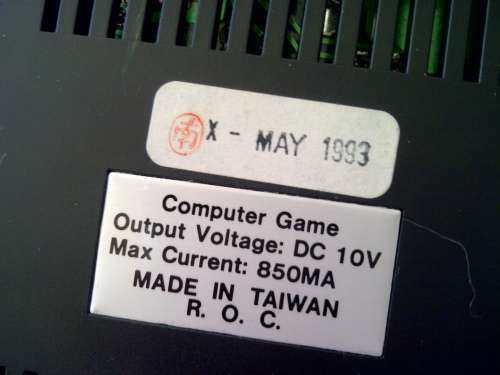 X - MAY 1993
Computer Game
Output Voltage: DC 10V
Max Current: 850MA
MADE IN TAIWAN
R. O. C.